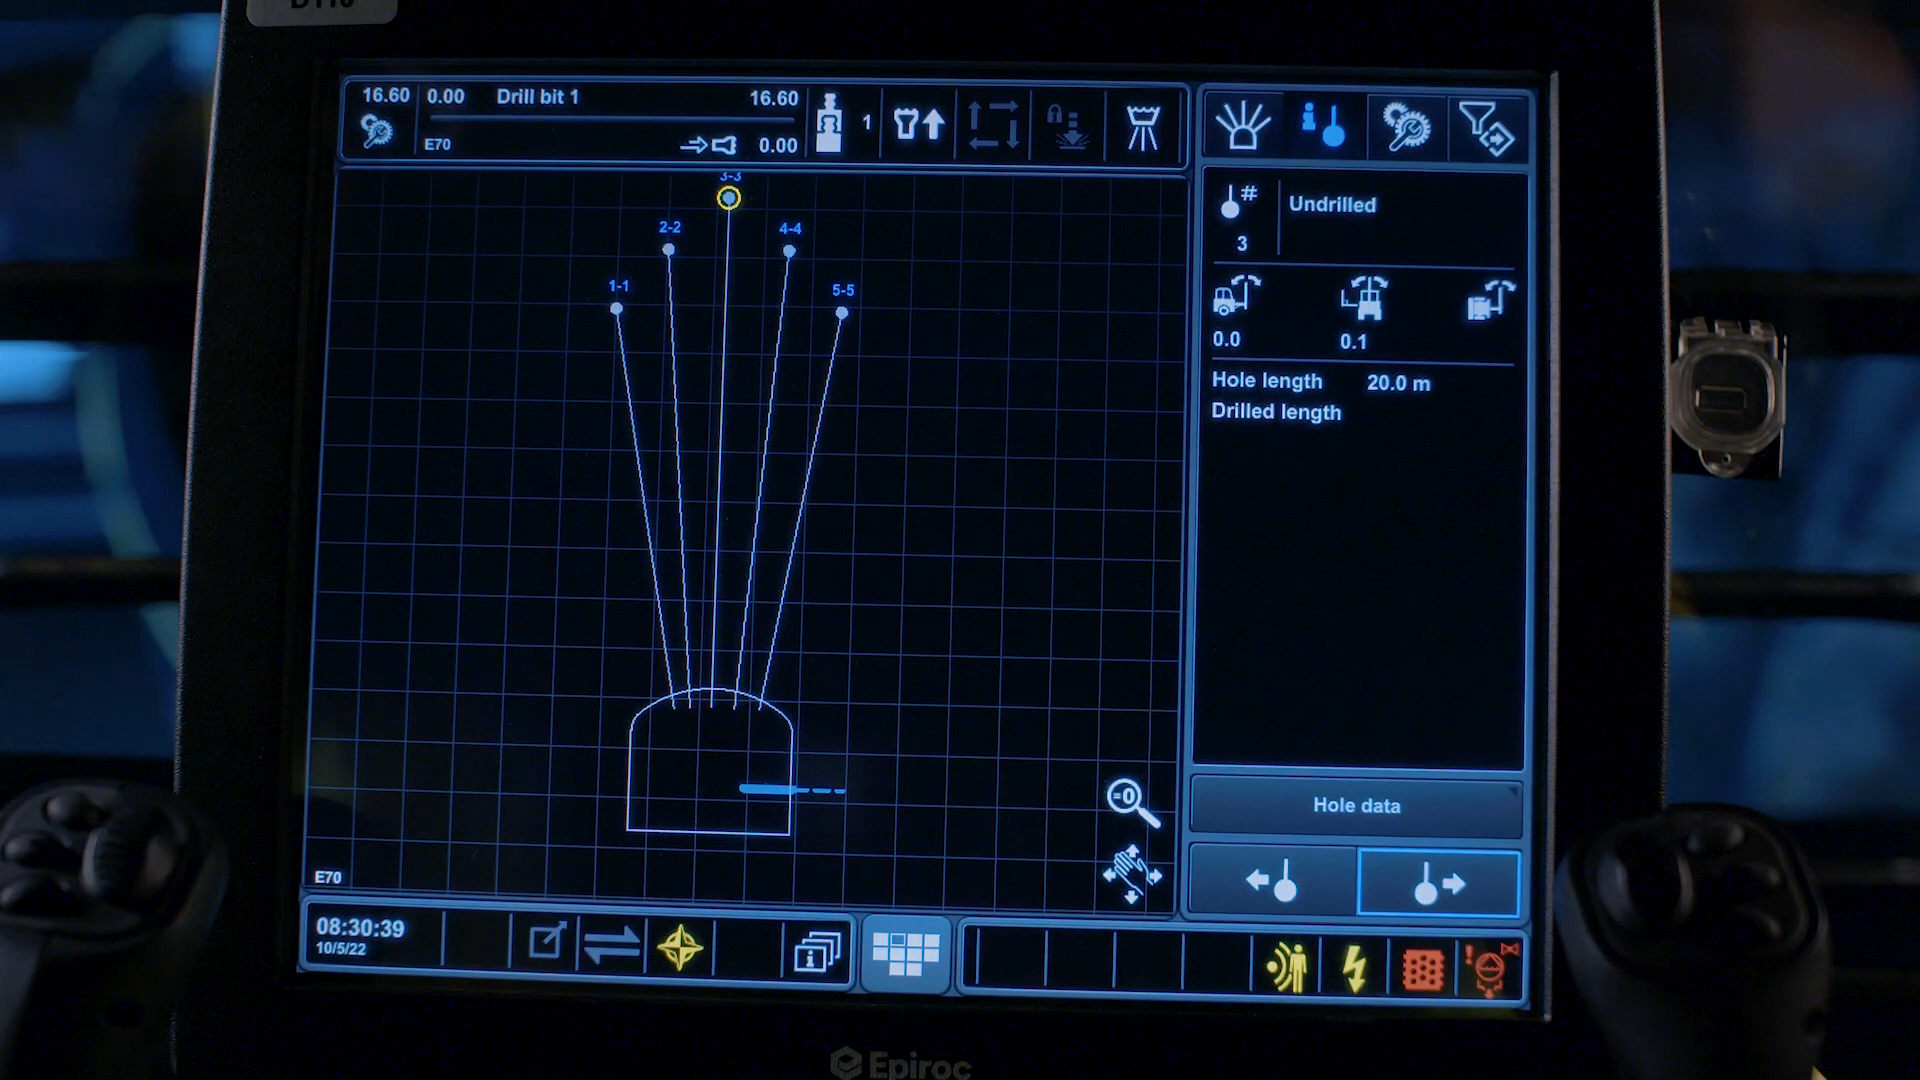 16.60 0.00 Drill bit 1 16.60
E70 0.00
1
3-3
2-2 4-4
1-1 5-5
#
Undrilled
3
0.0 0.1
Hole length 20.0 m
Drilled length
=0
Hole data
E70
08:30:39
10/5/22
Epiroc